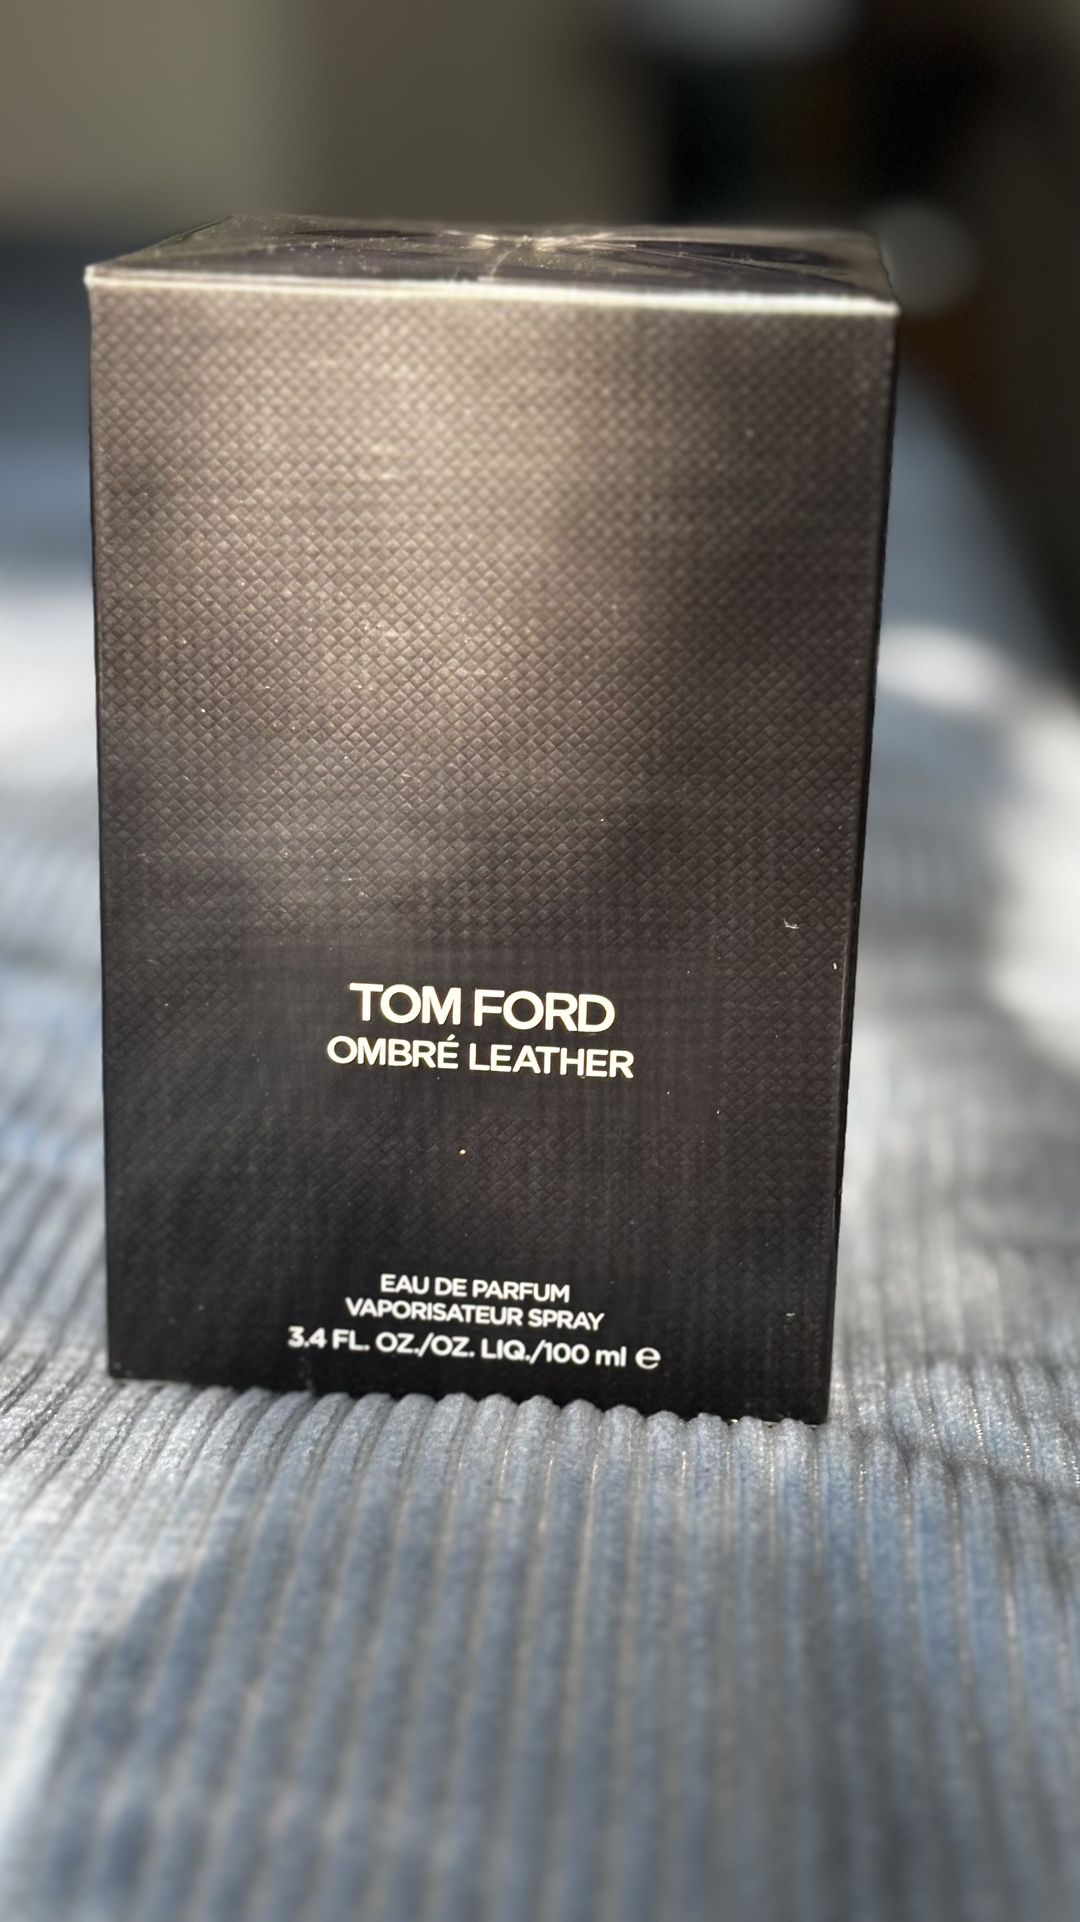 TOM FORD
OMBRÉ LEATHER
EAU DE PARFUM
VAPORISATEUR SPRAY
3.4 FL. OZ./OZ. LIQ./100 ml ℮